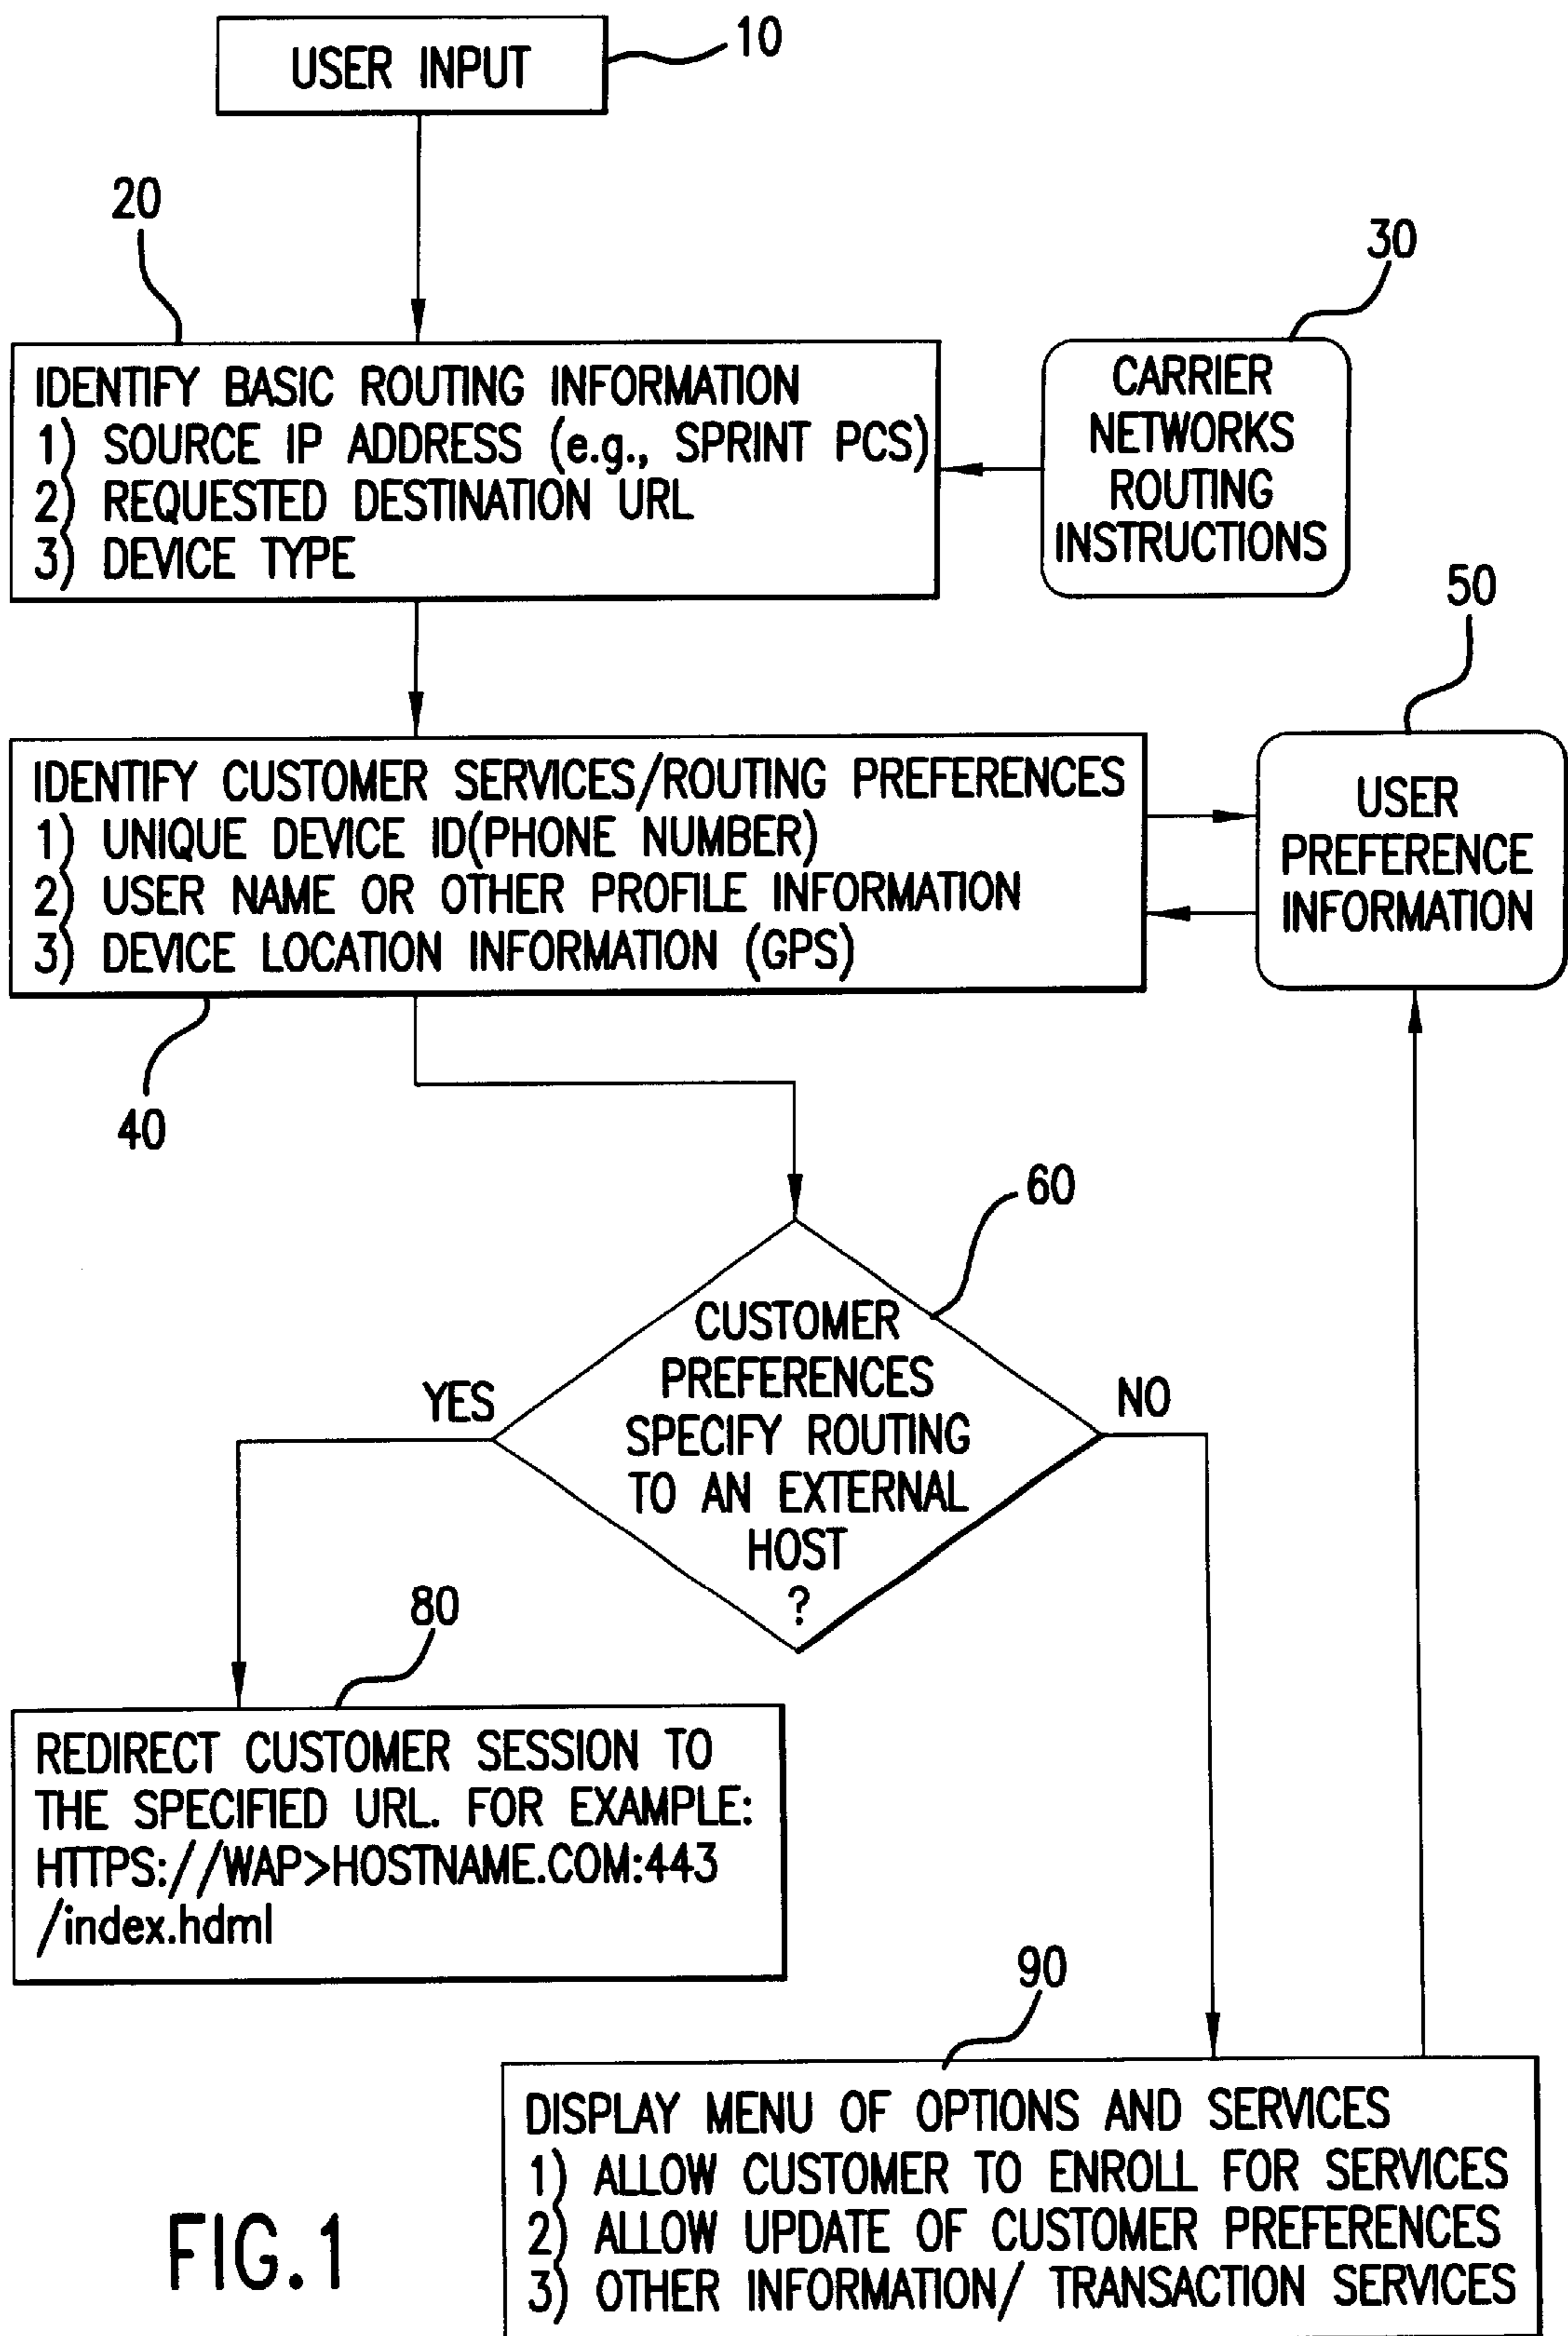 USER INPUT
10
20
30
IDENTIFY BASIC ROUTING INFORMATION
1) SOURCE IP ADDRESS (e.g., SPRINT PCS)
2) REQUESTED DESTINATION URL
3) DEVICE TYPE
CARRIER
NETWORKS
ROUTING
INSTRUCTIONS
50
IDENTIFY CUSTOMER SERVICES/ROUTING PREFERENCES
1) UNIQUE DEVICE ID(PHONE NUMBER)
2) USER NAME OR OTHER PROFILE INFORMATION
3) DEVICE LOCATION INFORMATION (GPS)
USER
PREFERENCE
INFORMATION
40
60
CUSTOMER
PREFERENCES
SPECIFY ROUTING
TO AN EXTERNAL
HOST
?
YES
NO
80
REDIRECT CUSTOMER SESSION TO
THE SPECIFIED URL. FOR EXAMPLE:
HTTPS://WAP>HOSTNAME.COM:443
/index.hdml
90
DISPLAY MENU OF OPTIONS AND SERVICES
1) ALLOW CUSTOMER TO ENROLL FOR SERVICES
2) ALLOW UPDATE OF CUSTOMER PREFERENCES
3) OTHER INFORMATION/ TRANSACTION SERVICES
FIG.1